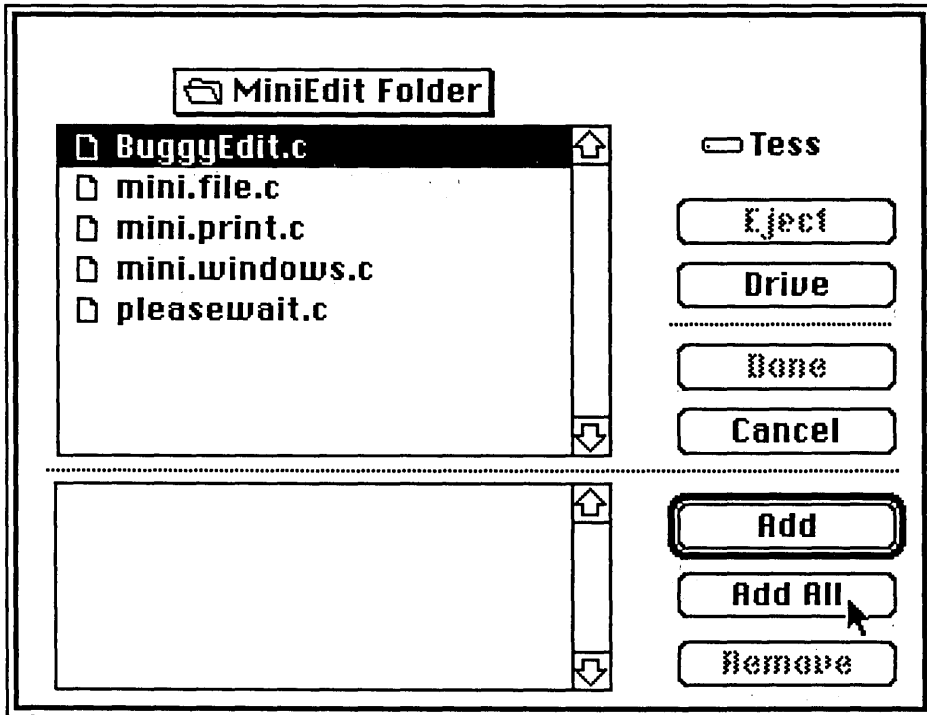 MiniEdit Folder
BuggyEdit.c
mini.file.c
mini.print.c
mini.windows.c
pleasewait.c
Tess
Eject
Drive
Done
Cancel
Add
Add All
Remove